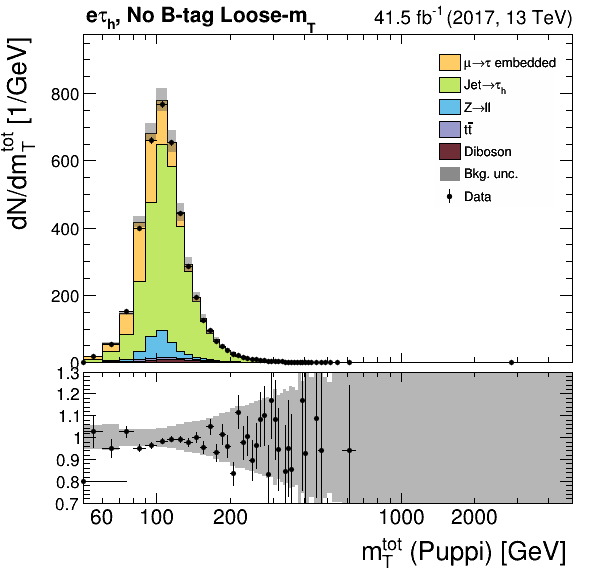 eτh, No B-tag Loose-mT
41.5 fb-1 (2017, 13 TeV)
dN/dmTtot [1/GeV]
800
600
400
200
0
μ→τ embedded
Jet→τh
Z→ll
tt̄
Diboson
Bkg. unc.
Data
1.3
1.2
1.1
1
0.9
0.8
0.7
60 100 200 1000 2000
mTtot (Puppi) [GeV]